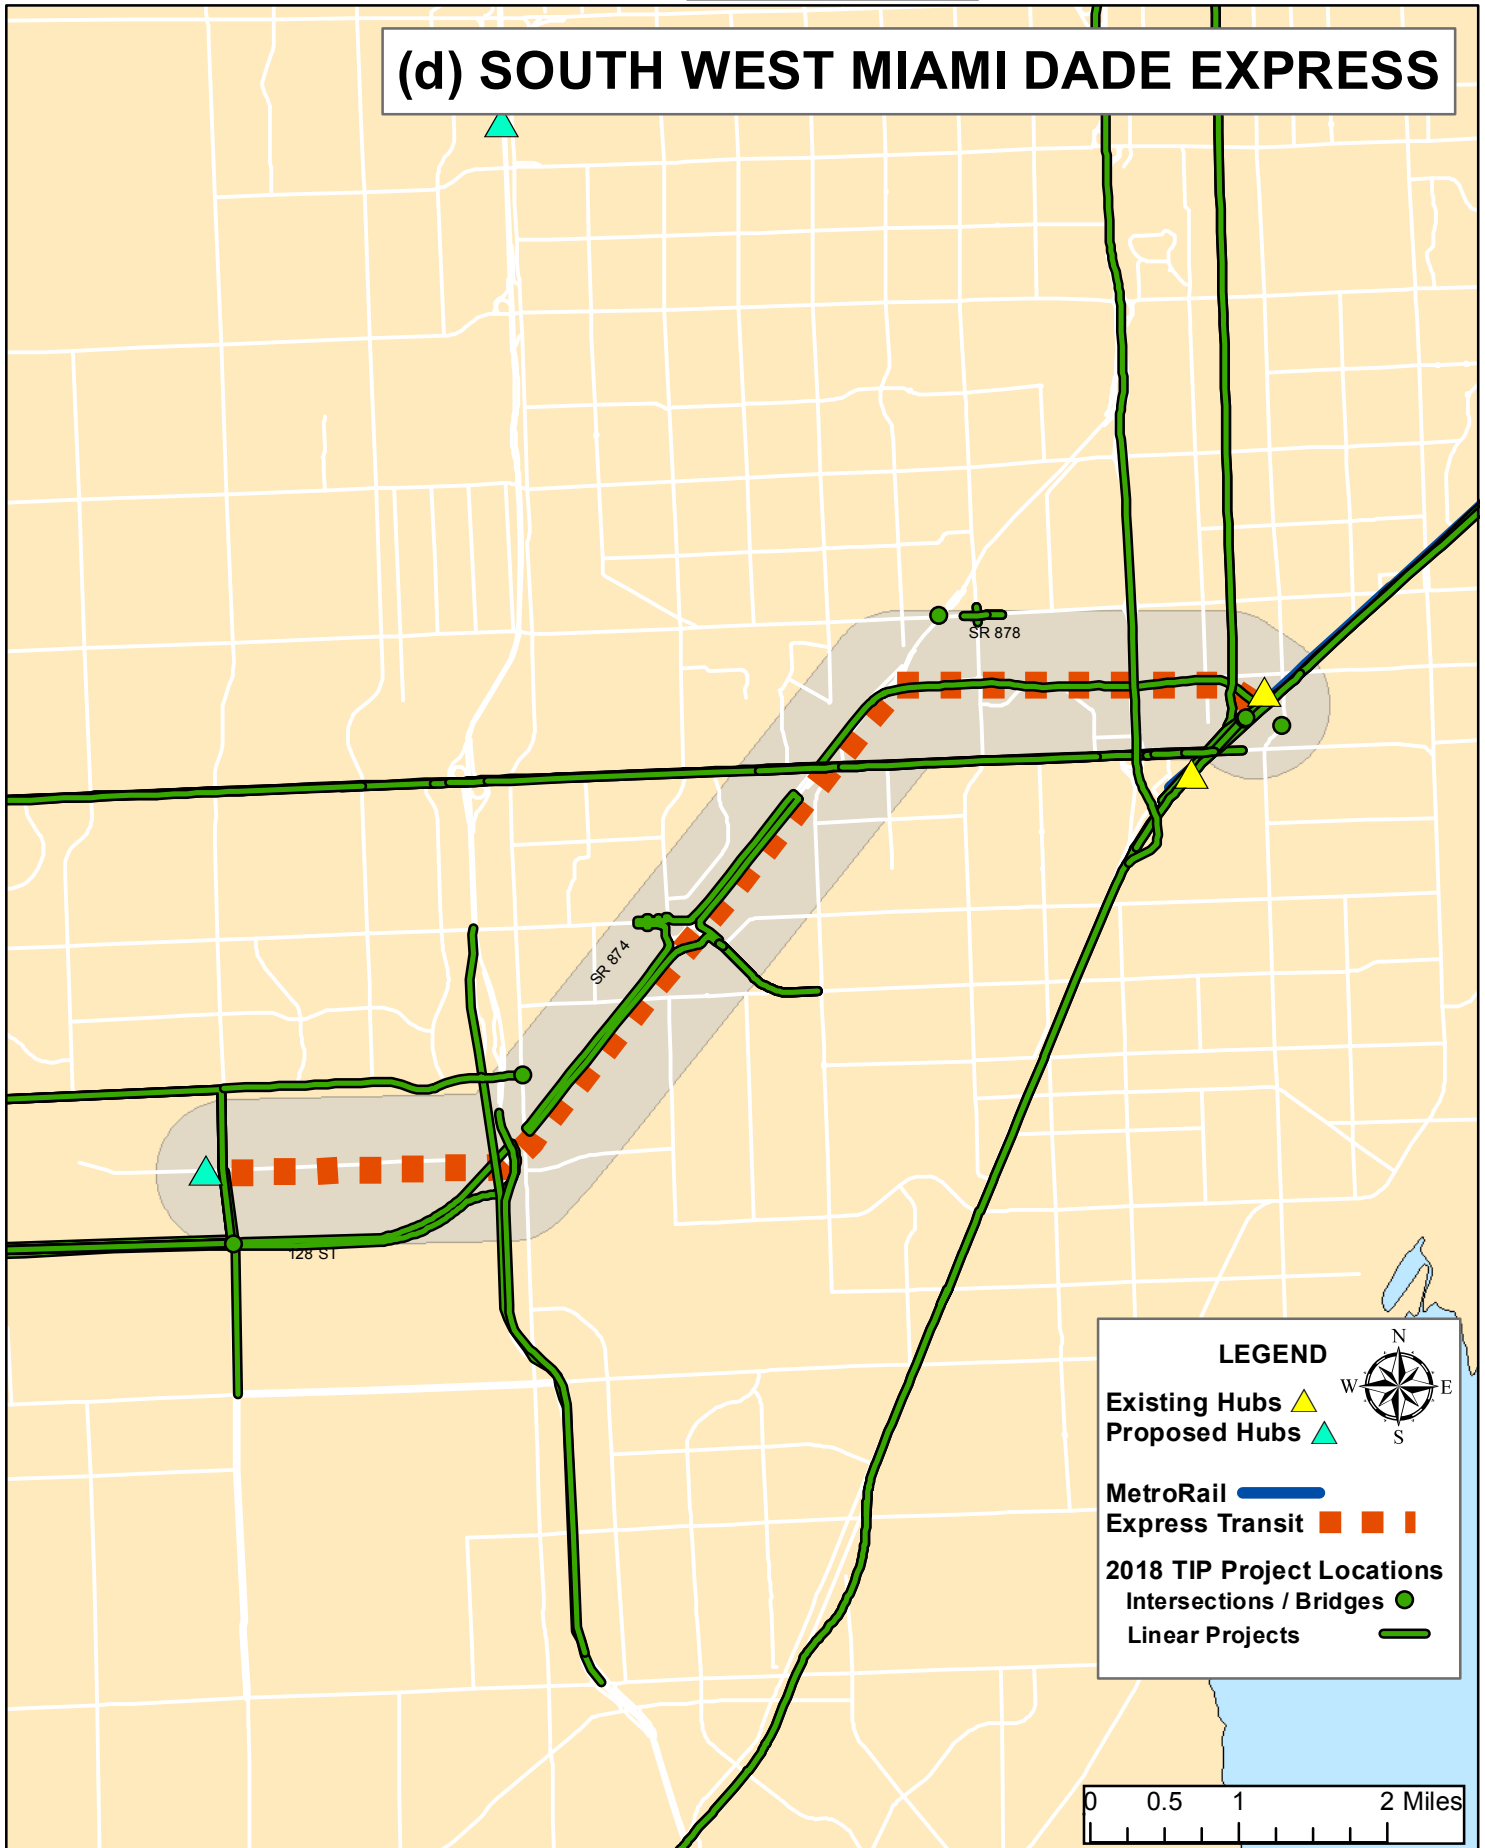 (d) SOUTH WEST MIAMI DADE EXPRESS
SR 878
SR 874
128 ST
LEGEND
N
W E
S
Existing Hubs
Proposed Hubs
MetroRail
Express Transit
2018 TIP Project Locations
Intersections / Bridges
Linear Projects
0 0.5 1 2 Miles